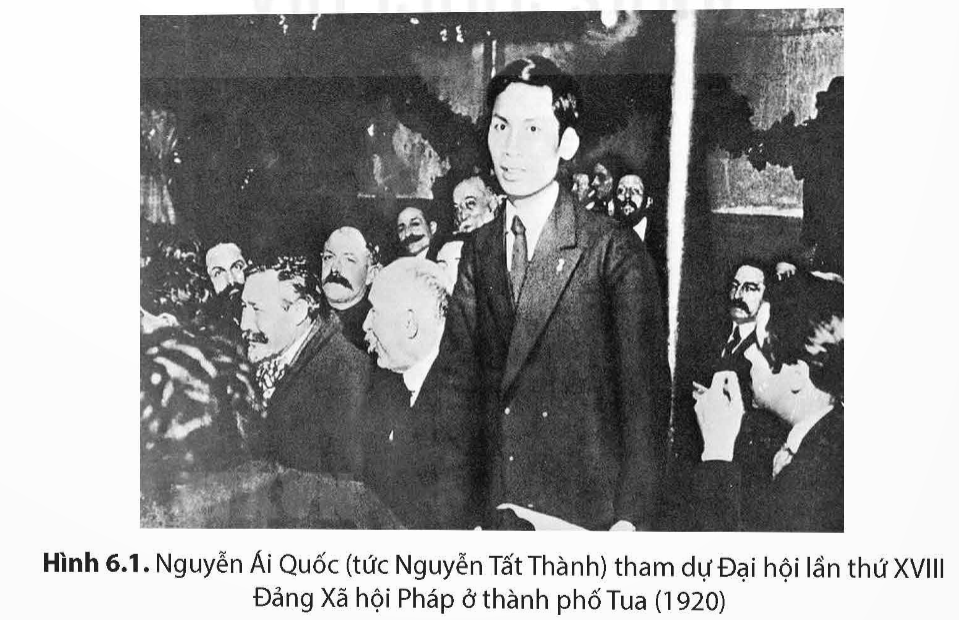 Hình 6.1. Nguyễn Ái Quốc (tức Nguyễn Tất Thành) tham dự Đại hội lần thứ XVIII
Đảng Xã hội Pháp ở thành phố Tua (1920)